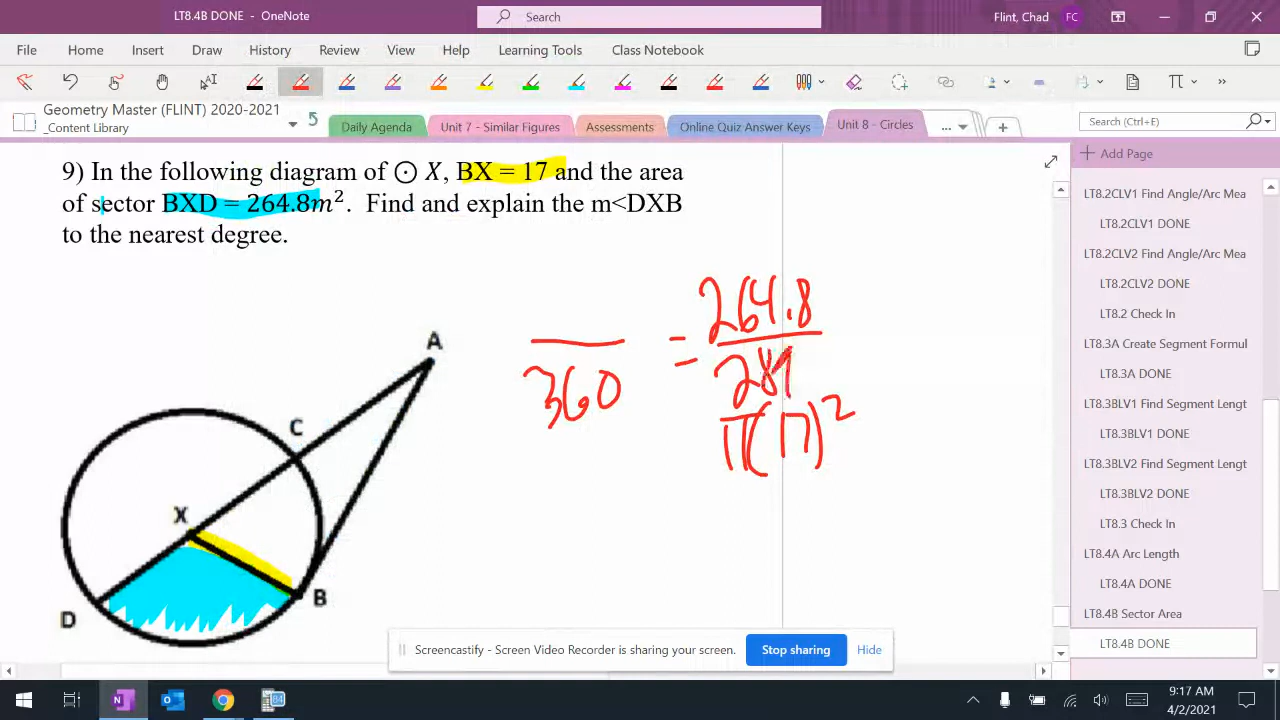 LT8.4B DONE - OneNote
Search
Flint, Chad
FC
File Home Insert Draw History Review View Help Learning Tools Class Notebook
Geometry Master (FLINT) 2020-2021
_Content Library
Daily Agenda
Unit 7 - Similar Figures
Assessments
Online Quiz Answer Keys
Unit 8 - Circles
...
Search (Ctrl+E)
Add Page
9) In the following diagram of ⊙ X, BX = 17 and the area
of sector BXD = 264.8m². Find and explain the m<DXB
to the nearest degree.
264.8
=
360
28
π(17)²
A
C
X
B
D
LT8.2CLV1 Find Angle/Arc Mea
LT8.2CLV1 DONE
LT8.2CLV2 Find Angle/Arc Mea
LT8.2CLV2 DONE
LT8.2 Check In
LT8.3A Create Segment Formul
LT8.3A DONE
LT8.3BLV1 Find Segment Lengt
LT8.3BLV1 DONE
LT8.3BLV2 Find Segment Lengt
LT8.3BLV2 DONE
LT8.3 Check In
LT8.4A Arc Length
LT8.4A DONE
LT8.4B Sector Area
LT8.4B DONE
Screencastify - Screen Video Recorder is sharing your screen.
Stop sharing
Hide
9:17 AM
4/2/2021